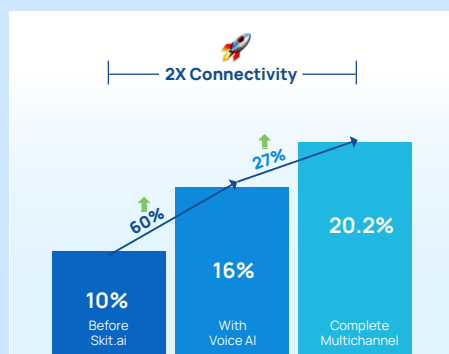 2X Connectivity
60%
27%
10%
Before
Skit.ai
16%
With
Voice AI
20.2%
Complete
Multichannel